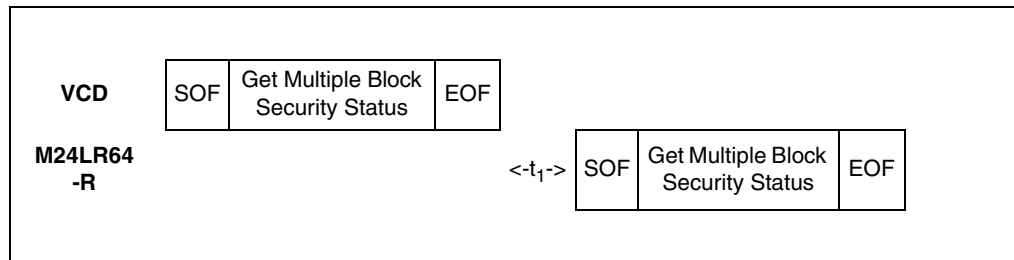 VCD SOF Get Multiple Block Security Status EOF
M24LR64-R <-t1-> SOF Get Multiple Block Security Status EOF